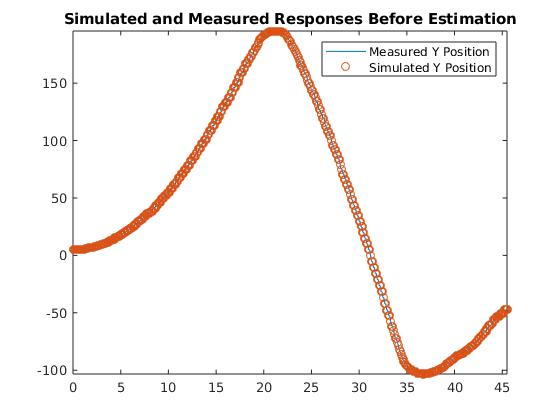 Simulated and Measured Responses Before Estimation
Measured Y Position
Simulated Y Position
150
100
50
0
-50
-100
0 5 10 15 20 25 30 35 40 45